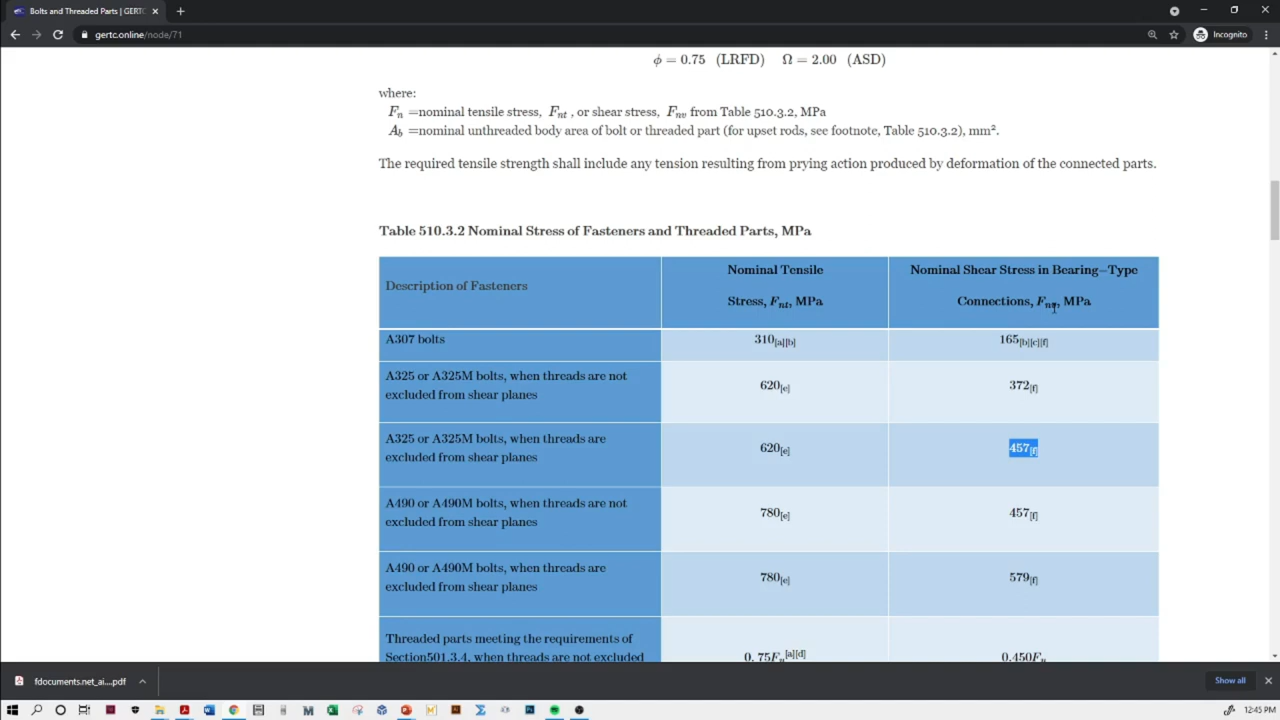 Bolts and Threaded Parts | GERTC
gertc.online/node/71
Incognito
ϕ = 0.75 (LRFD) Ω = 2.00 (ASD)
where:
Fn =nominal tensile stress, Fnt , or shear stress, Fnv from Table 510.3.2, MPa
Ab =nominal unthreaded body area of bolt or threaded part (for upset rods, see footnote, Table 510.3.2), mm².
The required tensile strength shall include any tension resulting from prying action produced by deformation of the connected parts.
Table 510.3.2 Nominal Stress of Fasteners and Threaded Parts, MPa
Description of Fasteners
Nominal Tensile
Stress, Fnt, MPa
Nominal Shear Stress in Bearing–Type
Connections, Fnv, MPa
A307 bolts
310[a][b]
165[b][c][f]
A325 or A325M bolts, when threads are not
excluded from shear planes
620[e]
372[f]
A325 or A325M bolts, when threads are
excluded from shear planes
620[e]
457[f]
A490 or A490M bolts, when threads are not
excluded from shear planes
780[e]
457[f]
A490 or A490M bolts, when threads are
excluded from shear planes
780[e]
579[f]
Threaded parts meeting the requirements of
Section501.3.4, when threads are not excluded
0. 75Fu[a][d]
0.450Fu
fdocuments.net_ai....pdf
Show all
12:45 PM